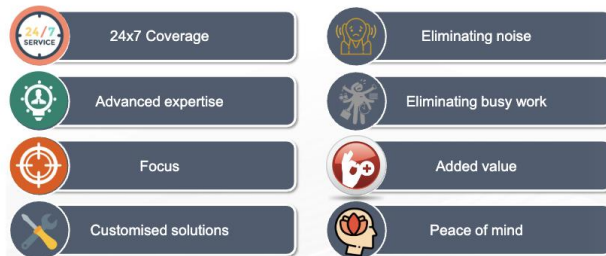 24/7
SERVICE
24x7 Coverage
Eliminating noise
Advanced expertise
Eliminating busy work
Focus
Added value
Customised solutions
Peace of mind